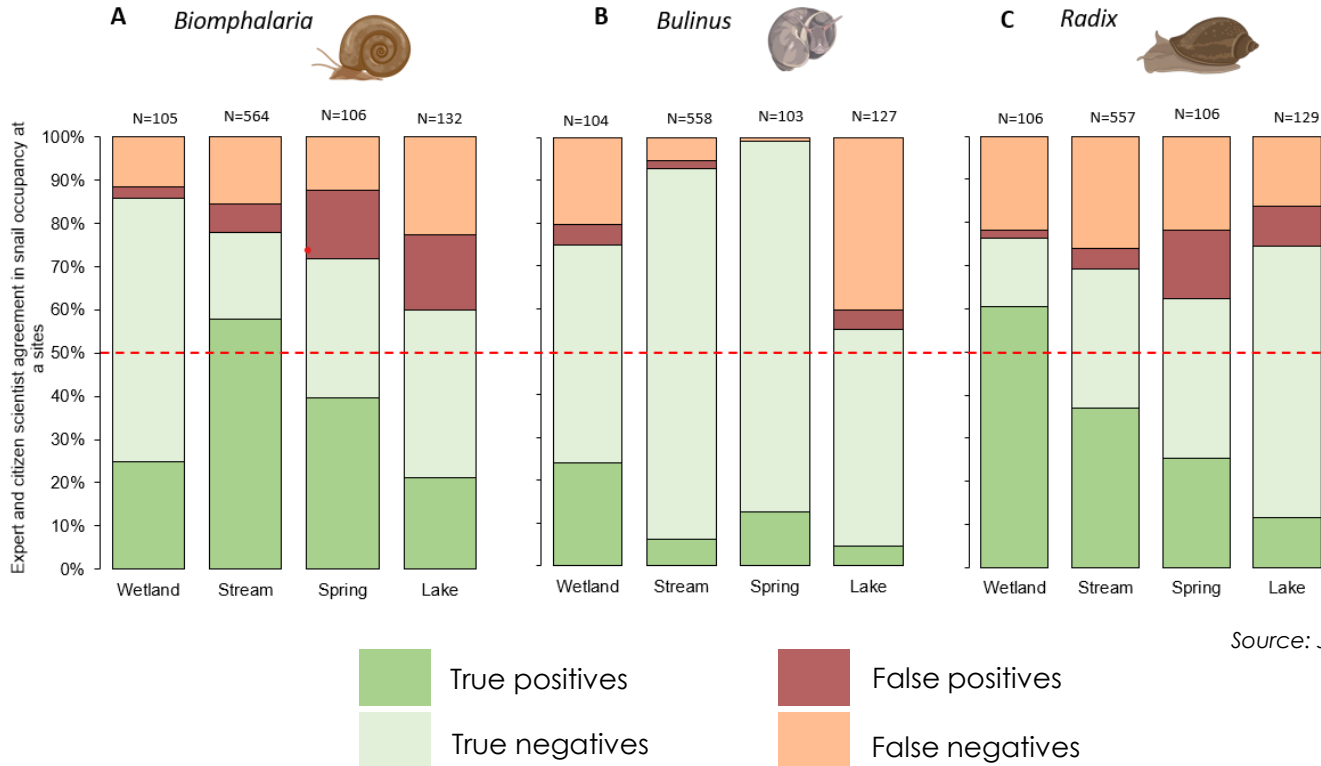 A Biomphalaria
B Bulinus
C Radix
N=105 N=564 N=106 N=132
N=104 N=558 N=103 N=127
N=106 N=557 N=106 N=129
Expert and citizen scientist agreement in snail occupancy at
a sites
100%
90%
80%
70%
60%
50%
40%
30%
20%
10%
0%
Wetland Stream Spring Lake
Wetland Stream Spring Lake
Wetland Stream Spring Lake
Source:
True positives
False positives
True negatives
False negatives